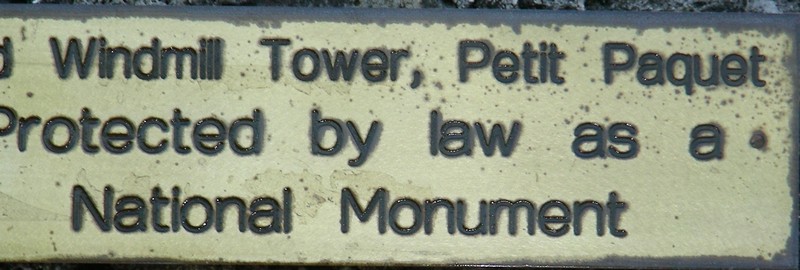 Windmill Tower, Petit Paquet
Protected by law as a
National Monument